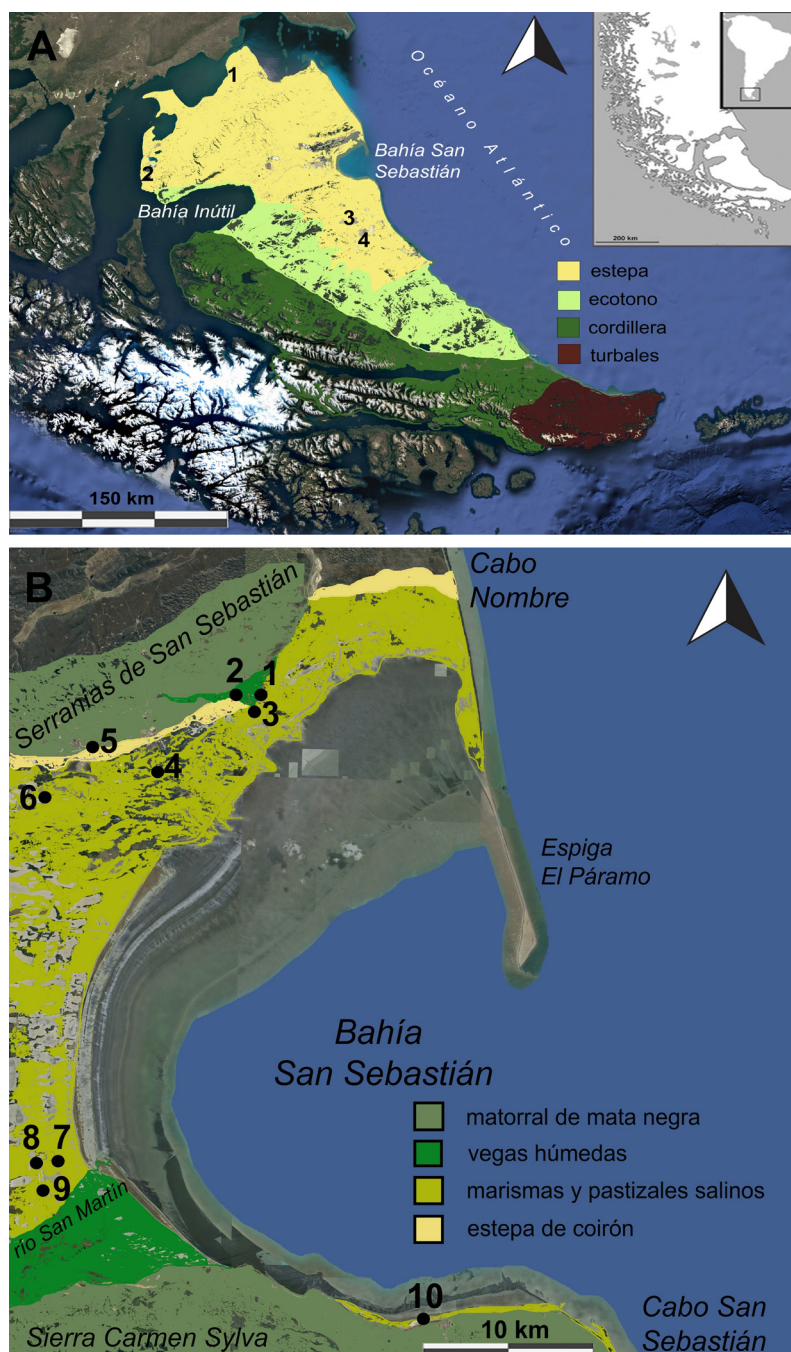 A
1
Océano Atlántico
200 km
Bahía San
Sebastián
2
Bahía Inútil
3
4
estepa
ecotono
cordillera
turbales
150 km
B
Cabo
Nombre
Serranías de San Sebastián
2
1
3
5
4
6
Espiga
El Páramo
Bahía
San Sebastián
matorral de mata negra
vegas húmedas
marismas y pastizales salinos
estepa de coirón
8
7
9
río San Martín
10
10 km
Cabo San
Sebastián
Sierra Carmen Sylva